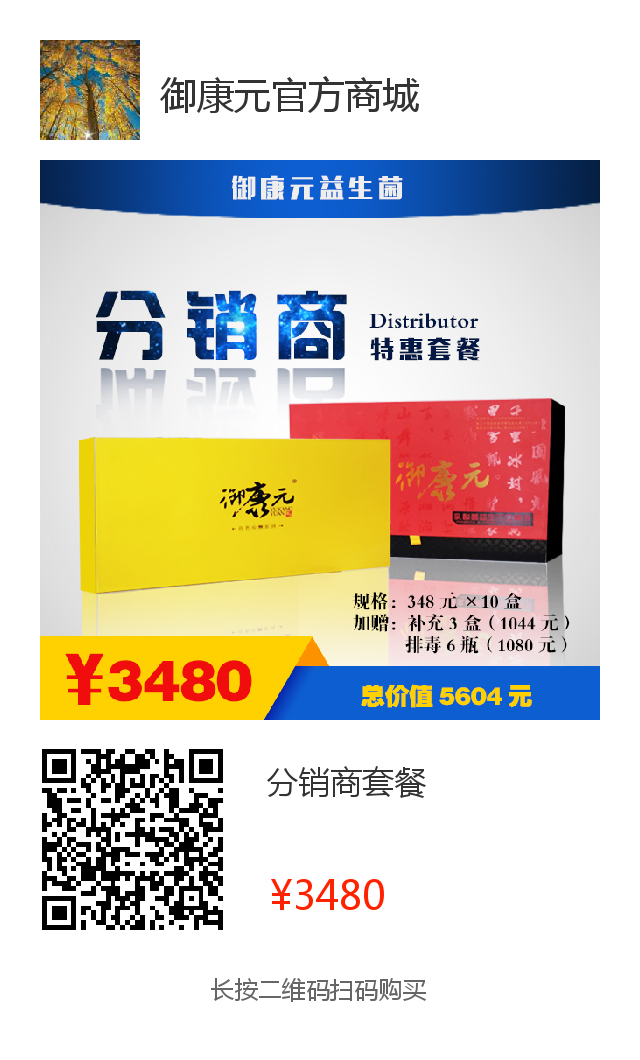 御康元官方商城
御康元益生菌
分销商
Distributor
特惠套餐
御康元
御康元
规格：348 元 ×10 盒
加赠：补充 3 盒（1044 元）
排毒 6 瓶（1080 元）
¥3480
总价值 5604 元
分销商套餐
¥3480
长按二维码扫码购买